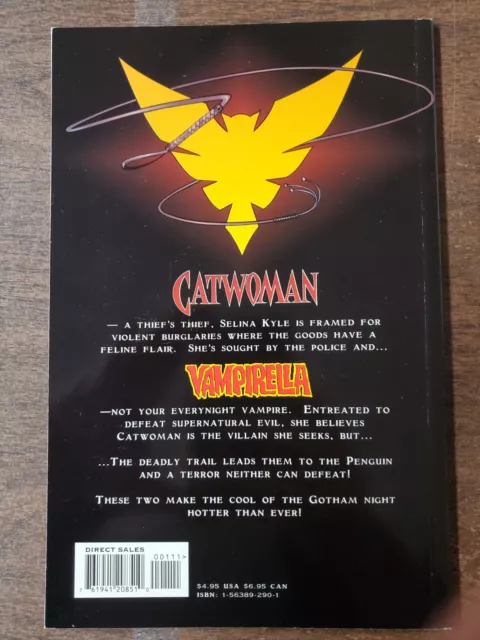 CATWOMAN
— A THIEF'S THIEF, SELINA KYLE IS FRAMED FOR
VIOLENT BURGLARIES WHERE THE GOODS HAVE A
FELINE FLAIR. SHE'S SOUGHT BY THE POLICE AND...
VAMPIRELLA
—NOT YOUR EVERYNIGHT VAMPIRE. ENTREATED TO
DEFEAT SUPERNATURAL EVIL, SHE BELIEVES
CATWOMAN IS THE VILLAIN SHE SEEKS, BUT...
...THE DEADLY TRAIL LEADS THEM TO THE PENGUIN
AND A TERROR NEITHER CAN DEFEAT!
THESE TWO MAKE THE COOL OF THE GOTHAM NIGHT
HOTTER THAN EVER!
DIRECT SALES
00111>
61941 20851
$4.95 USA $6.95 CAN
ISBN: 1-56389-290-1